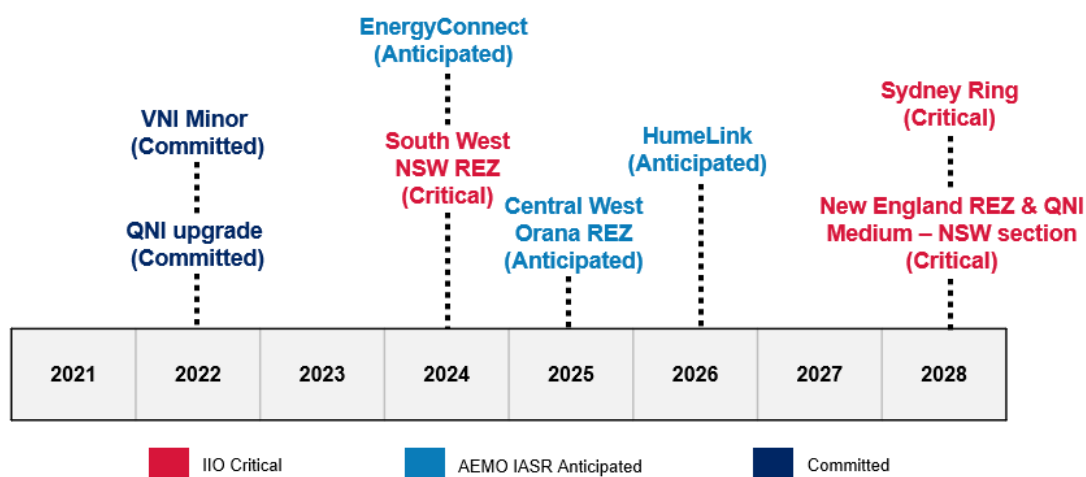 EnergyConnect
(Anticipated)
VNI Minor
(Committed)
South West
NSW REZ
(Critical)
HumeLink
(Anticipated)
Sydney Ring
(Critical)
QNI upgrade
(Committed)
Central West
Orana REZ
(Anticipated)
New England REZ & QNI
Medium – NSW section
(Critical)
2021
2022
2023
2024
2025
2026
2027
2028
IIO Critical
AEMO IASR Anticipated
Committed